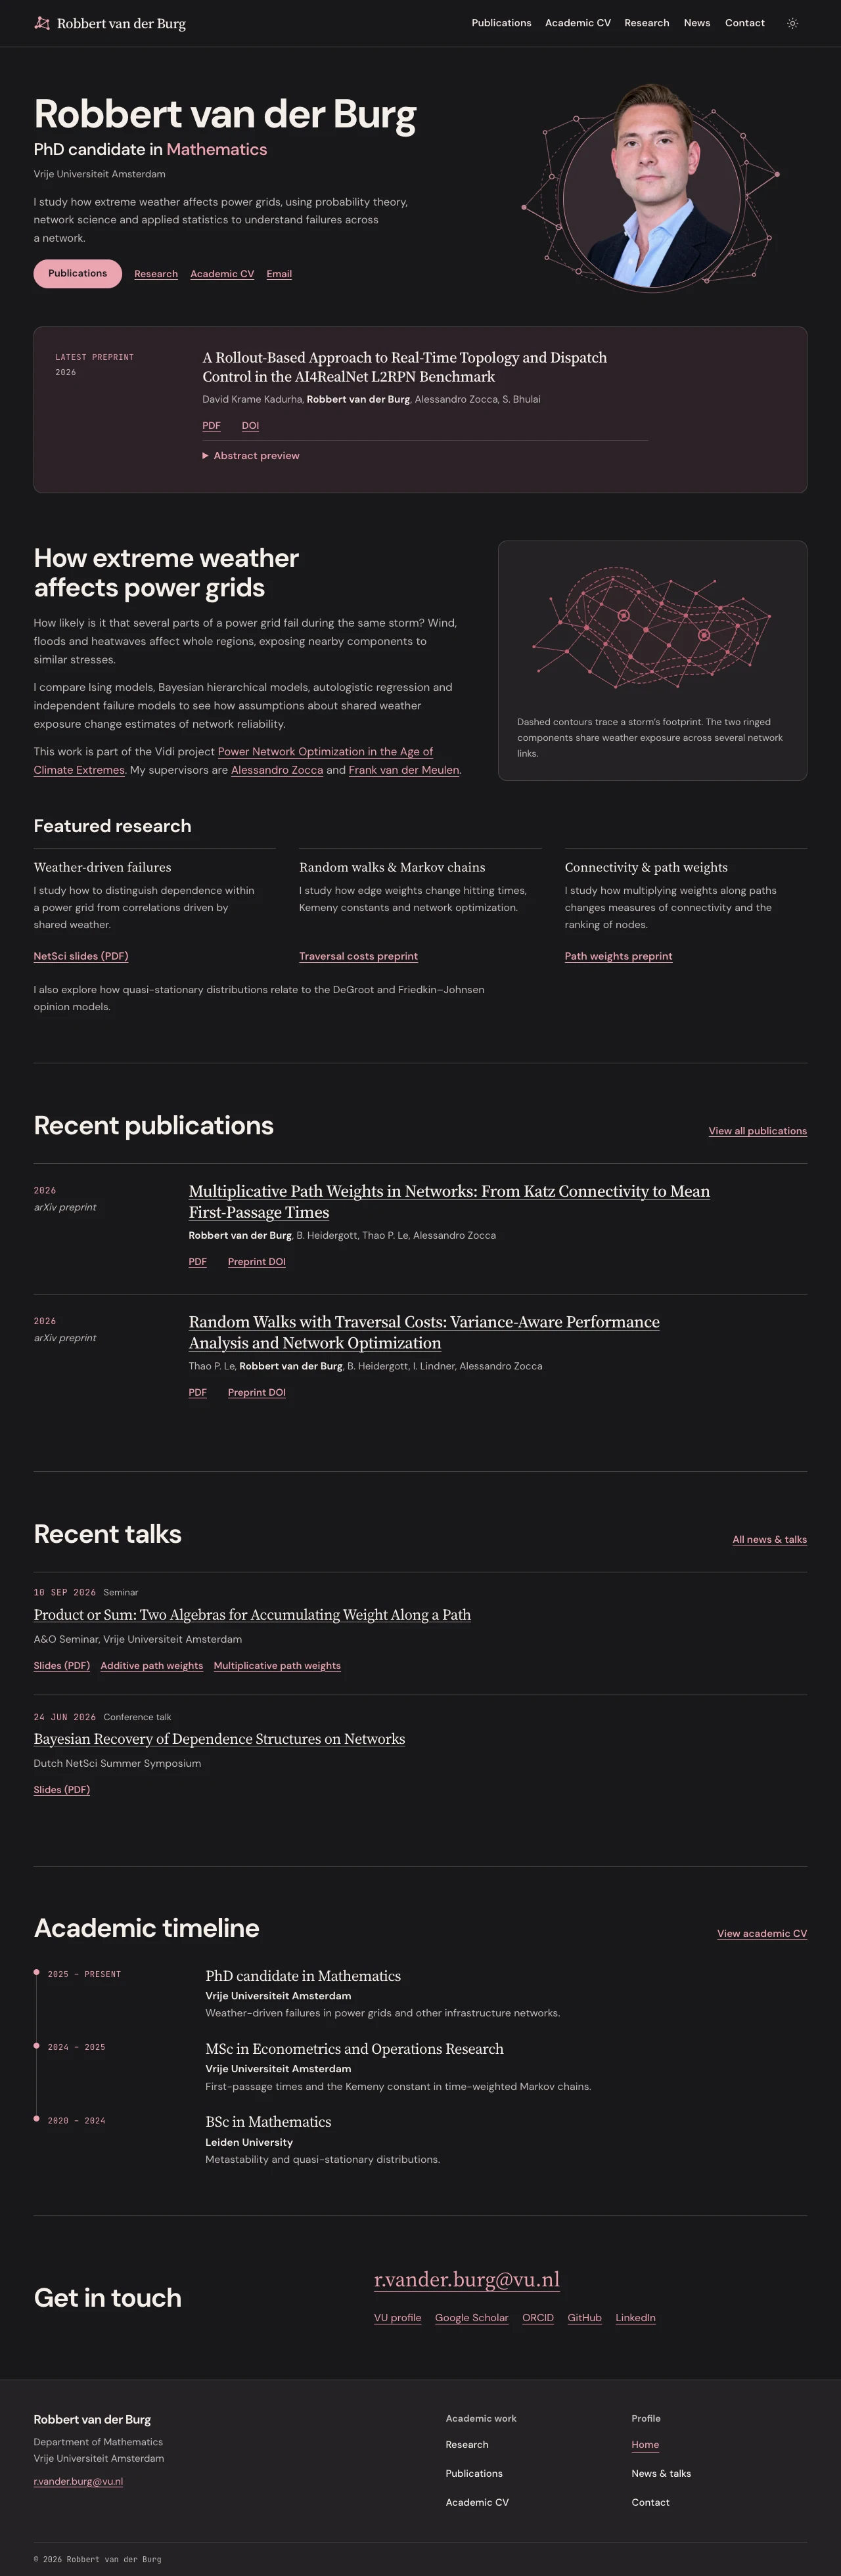 Robbert van der Burg
Publications Academic CV Research News Contact
Robbert van der Burg
PhD candidate in Mathematics
Vrije Universiteit Amsterdam
I study how extreme weather affects power grids, using probability theory,
network science and applied statistics to understand failures across
a network.
Publications Research Academic CV Email
LATEST PREPRINT
2026
A Rollout-Based Approach to Real-Time Topology and Dispatch
Control in the AI4RealNet L2RPN Benchmark
David Krame Kadurha, Robbert van der Burg, Alessandro Zocca, S. Bhulai
PDF DOI
Abstract preview
How extreme weather
affects power grids
How likely is it that several parts of a power grid fail during the same storm? Wind,
floods and heatwaves affect whole regions, exposing nearby components to
similar stresses.
I compare Ising models, Bayesian hierarchical models, autologistic regression and
independent failure models to see how assumptions about shared weather
exposure change estimates of network reliability.
This work is part of the Vidi project Power Network Optimization in the Age of
Climate Extremes. My supervisors are Alessandro Zocca and Frank van der Meulen.
Dashed contours trace a storm's footprint. The two ringed
components share weather exposure across several network
links.
Featured research
Weather-driven failures
I study how to distinguish dependence within
a power grid from correlations driven by
shared weather.
NetSci slides (PDF)
Random walks & Markov chains
I study how edge weights change hitting times,
Kemeny constants and network optimization.
Traversal costs preprint
Connectivity & path weights
I study how multiplying weights along paths
changes measures of connectivity and the
ranking of nodes.
Path weights preprint
I also explore how quasi-stationary distributions relate to the DeGroot and Friedkin–Johnsen
opinion models.
Recent publications
View all publications
2026
arXiv preprint
Multiplicative Path Weights in Networks: From Katz Connectivity to Mean
First-Passage Times
Robbert van der Burg, B. Heidergott, Thao P. Le, Alessandro Zocca
PDF Preprint DOI
2026
arXiv preprint
Random Walks with Traversal Costs: Variance-Aware Performance
Analysis and Network Optimization
Thao P. Le, Robbert van der Burg, B. Heidergott, I. Lindner, Alessandro Zocca
PDF Preprint DOI
Recent talks
All news & talks
10 SEP 2026 Seminar
Product or Sum: Two Algebras for Accumulating Weight Along a Path
A&O Seminar, Vrije Universiteit Amsterdam
Slides (PDF) Additive path weights Multiplicative path weights
24 JUN 2026 Conference talk
Bayesian Recovery of Dependence Structures on Networks
Dutch NetSci Summer Symposium
Slides (PDF)
Academic timeline
View academic CV
2025 – PRESENT
PhD candidate in Mathematics
Vrije Universiteit Amsterdam
Weather-driven failures in power grids and other infrastructure networks.
2024 – 2025
MSc in Econometrics and Operations Research
Vrije Universiteit Amsterdam
First-passage times and the Kemeny constant in time-weighted Markov chains.
2020 – 2024
BSc in Mathematics
Leiden University
Metastability and quasi-stationary distributions.
Get in touch
r.vander.burg@vu.nl
VU profile Google Scholar ORCID GitHub LinkedIn
Robbert van der Burg
Department of Mathematics
Vrije Universiteit Amsterdam
r.vander.burg@vu.nl
Academic work
Research
Publications
Academic CV
Profile
Home
News & talks
Contact
© 2026 Robbert van der Burg